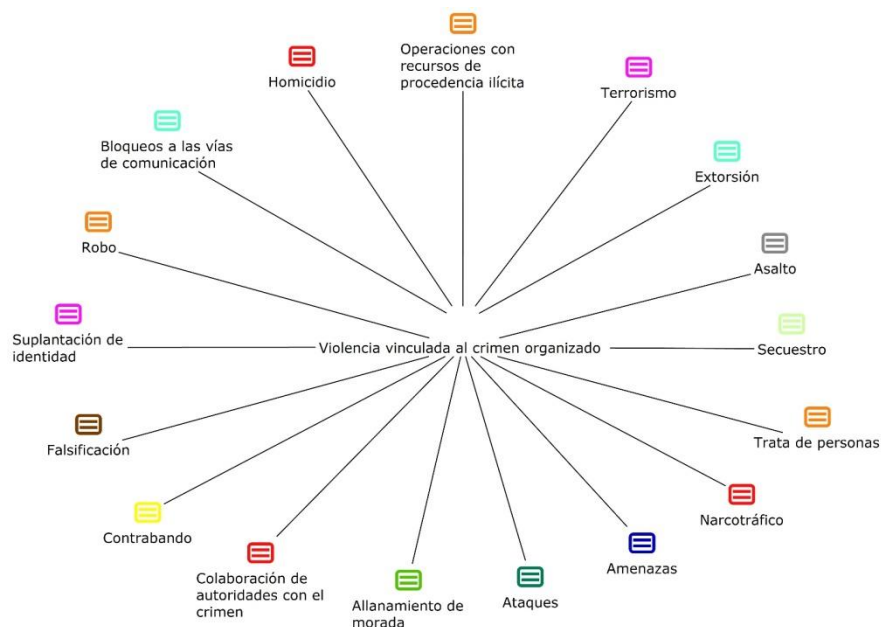 Operaciones con
recursos de
procedencia ilícita
Homicidio
Terrorismo
Bloqueos a las vías
de comunicación
Extorsión
Robo
Asalto
Suplantación de
identidad
Violencia vinculada al crimen organizado
Secuestro
Falsificación
Trata de personas
Contrabando
Narcotráfico
Colaboración de
autoridades con el
crimen
Amenazas
Allanamiento de
morada
Ataques